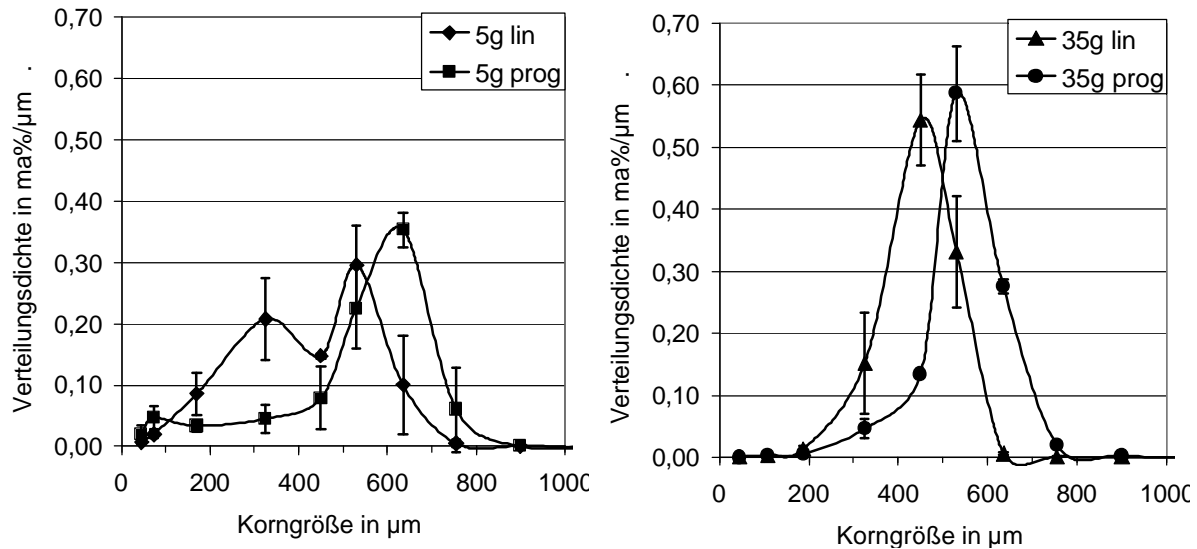 0,70
0,60
0,50
0,40
0,30
0,20
0,10
0,00
Verteilungsdichte in ma%/µm .
5g lin
5g prog
0 200 400 600 800 1000
Korngröße in µm
0,70
0,60
0,50
0,40
0,30
0,20
0,10
0,00
Verteilungsdichte in ma%/µm .
35g lin
35g prog
0 200 400 600 800 1000
Korngröße in µm